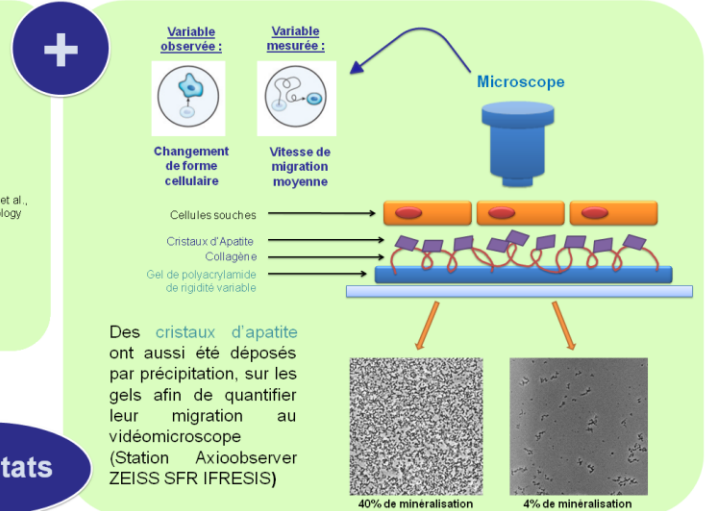 +
Variable
observée :
Variable
mesurée :
Microscope
Changement
de forme
cellulaire
Vitesse de
migration
moyenne
et al.,
ology
Cellules souches
Cristaux d'Apatite
Collagène
Gel de polyacrylamide
de rigidité variable
Des cristaux d'apatite
ont aussi été déposés
par précipitation, sur les
gels afin de quantifier
leur migration au
vidéomicroscope
(Station Axioobserver
ZEISS SFR IFRESIS)
tats
40% de minéralisation
4% de minéralisation